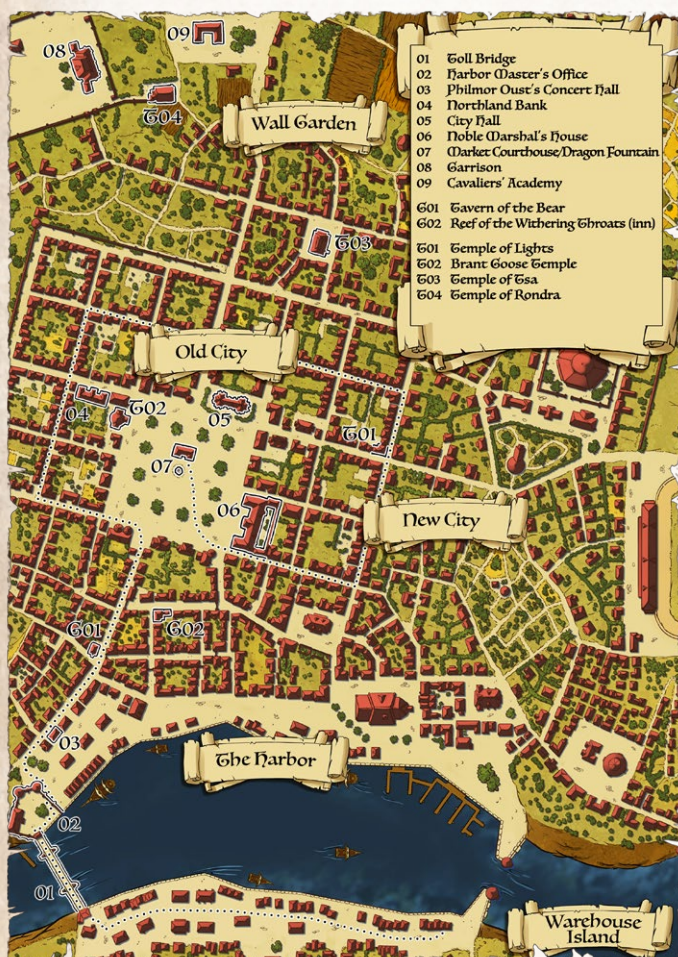 08
09
T04
Wall Garden
01 Toll Bridge
02 Harbor Master's Office
03 Philmor Oust's Concert Hall
04 Northland Bank
05 City Hall
06 Noble Marshal's House
07 Market Courthouse/Dragon Fountain
08 Garrison
09 Cavaliers' Academy
G01 Tavern of the Bear
G02 Reef of the Withering Throats (inn)
T01 Temple of Lights
T02 Brant Goose Temple
T03 Temple of Tsa
T04 Temple of Rondra
T03
Old City
04
T02
05
T01
07
06
New City
G01
G02
03
The Harbor
02
01
Warehouse
Island